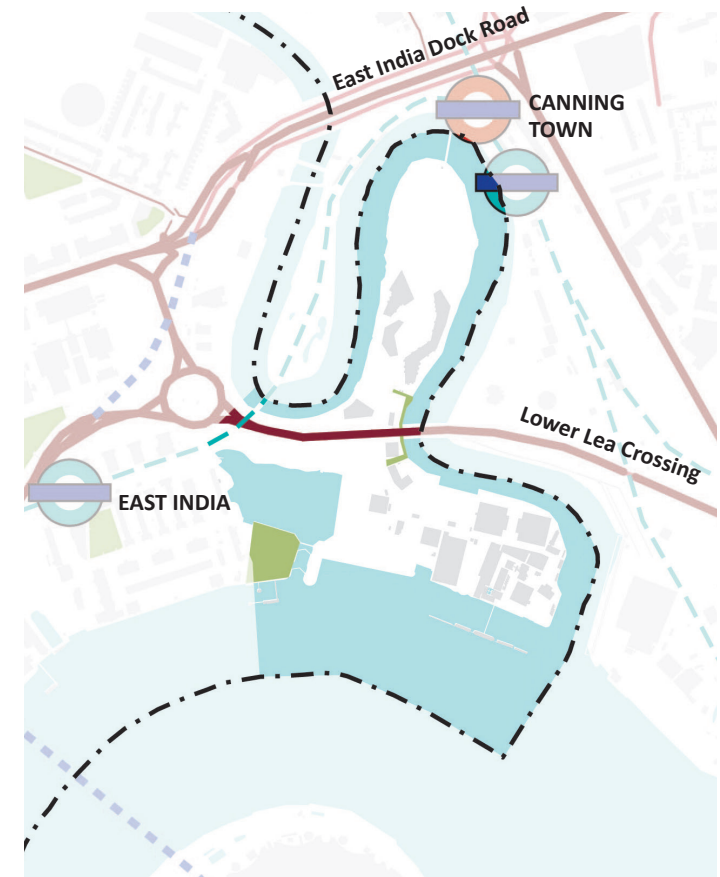 East India Dock Road
CANNING
TOWN
Lower Lea Crossing
EAST INDIA